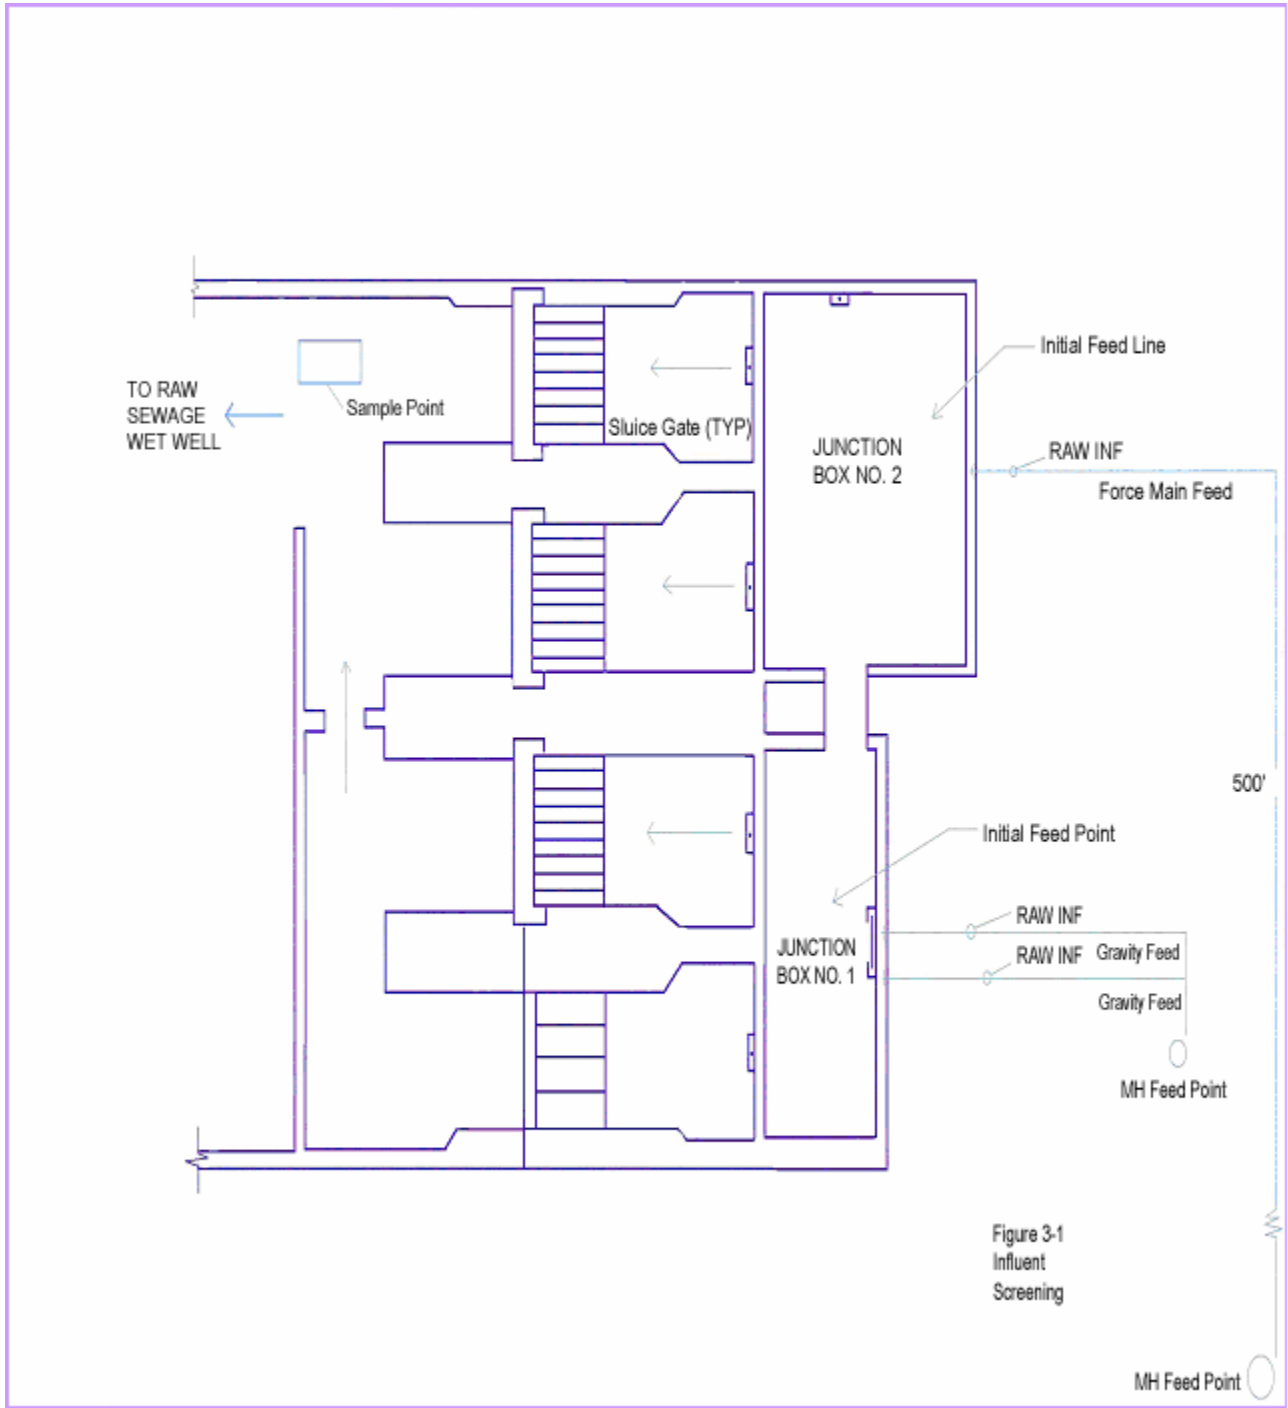 Initial Feed Line
TO RAW
SEWAGE
WET WELL
Sample Point
Sluice Gate (TYP)
JUNCTION
BOX NO. 2
RAW INF
Force Main Feed
500'
Initial Feed Point
RAW INF
Gravity Feed
RAW INF
Gravity Feed
JUNCTION
BOX NO. 1
MH Feed Point
Figure 3-1
Influent
Screening
MH Feed Point